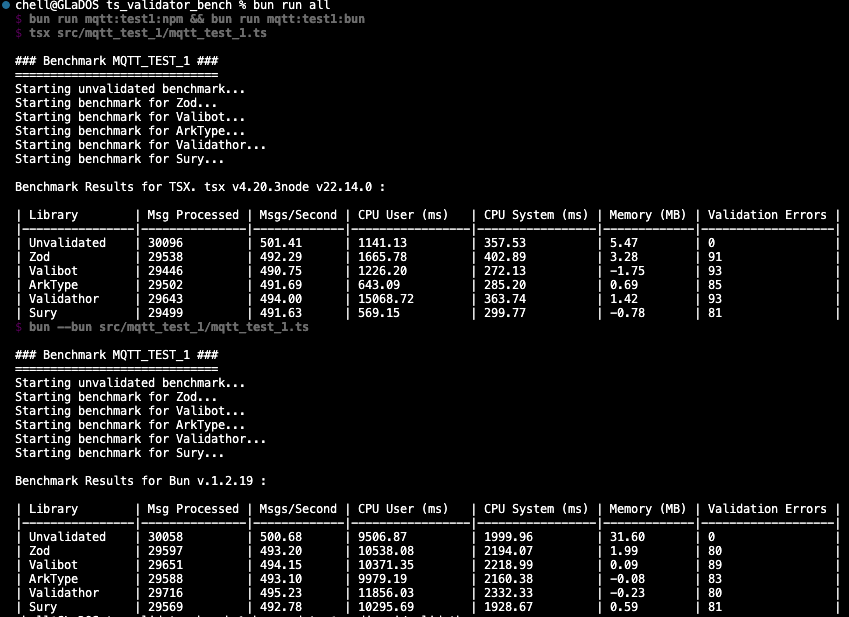 chell@GLaDOS ts_validator_bench % bun run all
$ bun run mqtt:test1:npm && bun run mqtt:test1:bun
$ tsx src/mqtt_test_1/mqtt_test_1.ts
### Benchmark MQTT_TEST_1 ###
=============================
Starting unvalidated benchmark...
Starting benchmark for Zod...
Starting benchmark for Valibot...
Starting benchmark for ArkType...
Starting benchmark for Validathor...
Starting benchmark for Sury...
Benchmark Results for TSX. tsx v4.20.3node v22.14.0 :
| Library | Msg Processed | Msgs/Second | CPU User (ms) | CPU System (ms) | Memory (MB) | Validation Errors |
|----------------|---------------|-------------|-----------------|-----------------|-------------|-------------------|
| Unvalidated | 30096 | 501.41 | 1141.13 | 357.53 | 5.47 | 0 |
| Zod | 29538 | 492.29 | 1665.78 | 402.89 | 3.28 | 91 |
| Valibot | 29446 | 490.75 | 1226.20 | 272.13 | -1.75 | 93 |
| ArkType | 29502 | 491.69 | 643.09 | 285.20 | 0.69 | 85 |
| Validathor | 29643 | 494.00 | 15068.72 | 363.74 | 1.42 | 93 |
| Sury | 29499 | 491.63 | 569.15 | 299.77 | -0.78 | 81 |
$ bun --bun src/mqtt_test_1/mqtt_test_1.ts
### Benchmark MQTT_TEST_1 ###
=============================
Starting unvalidated benchmark...
Starting benchmark for Zod...
Starting benchmark for Valibot...
Starting benchmark for ArkType...
Starting benchmark for Validathor...
Starting benchmark for Sury...
Benchmark Results for Bun v.1.2.19 :
| Library | Msg Processed | Msgs/Second | CPU User (ms) | CPU System (ms) | Memory (MB) | Validation Errors |
|----------------|---------------|-------------|-----------------|-----------------|-------------|-------------------|
| Unvalidated | 30058 | 500.68 | 9506.87 | 1999.96 | 31.60 | 0 |
| Zod | 29597 | 493.20 | 10538.08 | 2194.07 | 1.99 | 80 |
| Valibot | 29651 | 494.15 | 10371.35 | 2218.99 | 0.09 | 89 |
| ArkType | 29588 | 493.10 | 9979.19 | 2160.38 | -0.08 | 83 |
| Validathor | 29716 | 495.23 | 11856.03 | 2332.33 | -0.23 | 80 |
| Sury | 29569 | 492.78 | 10295.69 | 1928.67 | 0.59 | 81 |